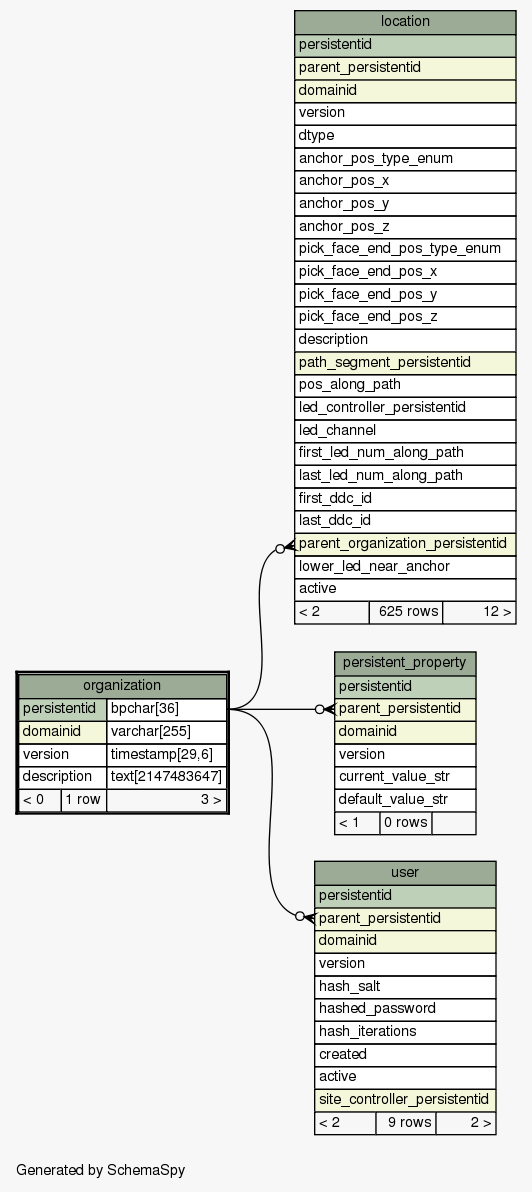 location
persistentid
parent_persistentid
domainid
version
dtype
anchor_pos_type_enum
anchor_pos_x
anchor_pos_y
anchor_pos_z
pick_face_end_pos_type_enum
pick_face_end_pos_x
pick_face_end_pos_y
pick_face_end_pos_z
description
path_segment_persistentid
pos_along_path
led_controller_persistentid
led_channel
first_led_num_along_path
last_led_num_along_path
first_ddc_id
last_ddc_id
parent_organization_persistentid
lower_led_near_anchor
active
< 2 625 rows 12 >
organization
persistentid bpchar[36]
domainid varchar[255]
version timestamp[29,6]
description text[2147483647]
< 0 1 row 3 >
persistent_property
persistentid
parent_persistentid
domainid
version
current_value_str
default_value_str
< 1 0 rows
user
persistentid
parent_persistentid
domainid
version
hash_salt
hashed_password
hash_iterations
created
active
site_controller_persistentid
< 2 9 rows 2 >
Generated by SchemaSpy